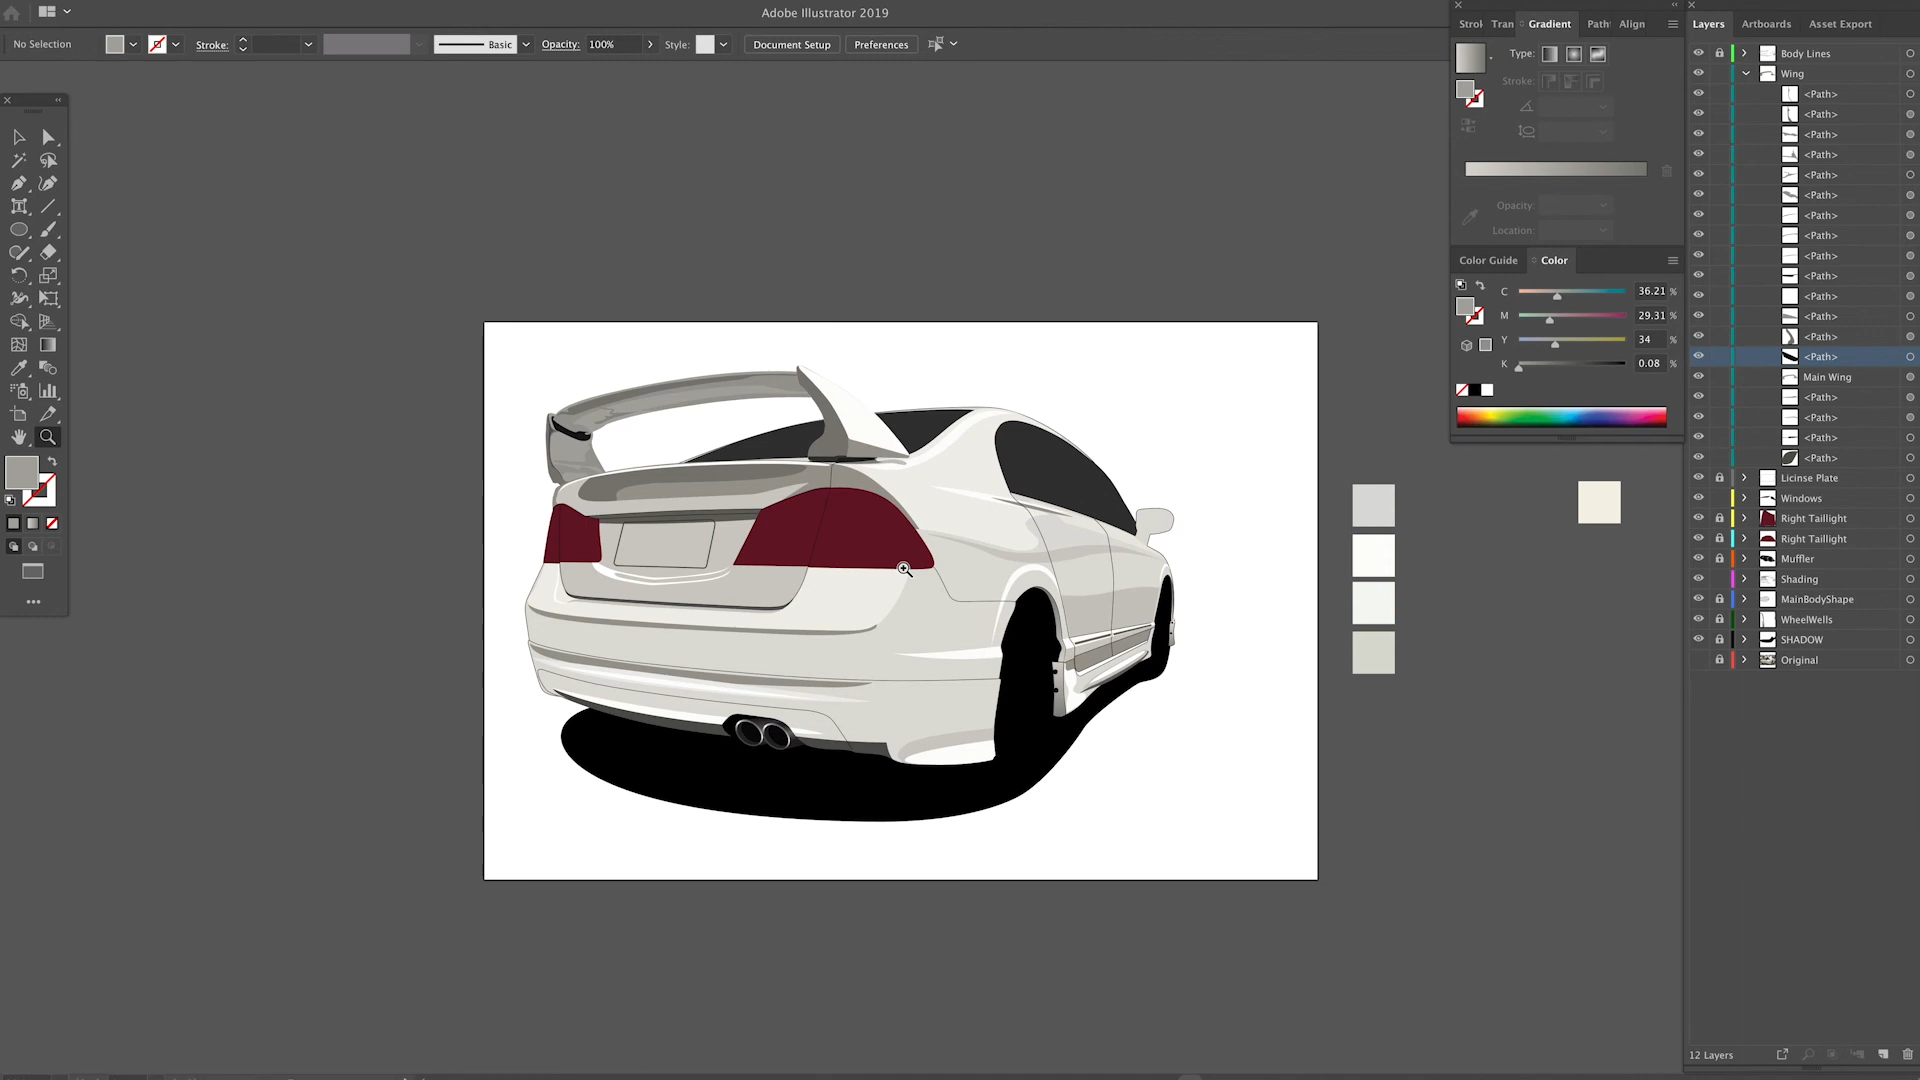 Adobe Illustrator 2019
No Selection
Stroke:
Basic
Opacity: 100%
Style:
Document Setup
Preferences
Strol Tran Gradient Path Align
Type:
Stroke:
Opacity:
Location:
Color Guide Color
C 36.21 %
M 29.31 %
Y 34 %
K 0.08 %
Layers Artboards Asset Export
Body Lines
Wing
<Path>
<Path>
<Path>
<Path>
<Path>
<Path>
<Path>
<Path>
<Path>
<Path>
<Path>
<Path>
<Path>
<Path>
Main Wing
<Path>
<Path>
<Path>
<Path>
Licinse Plate
Windows
Right Taillight
Right Taillight
Muffler
Shading
MainBodyShape
WheelWells
SHADOW
Original
12 Layers